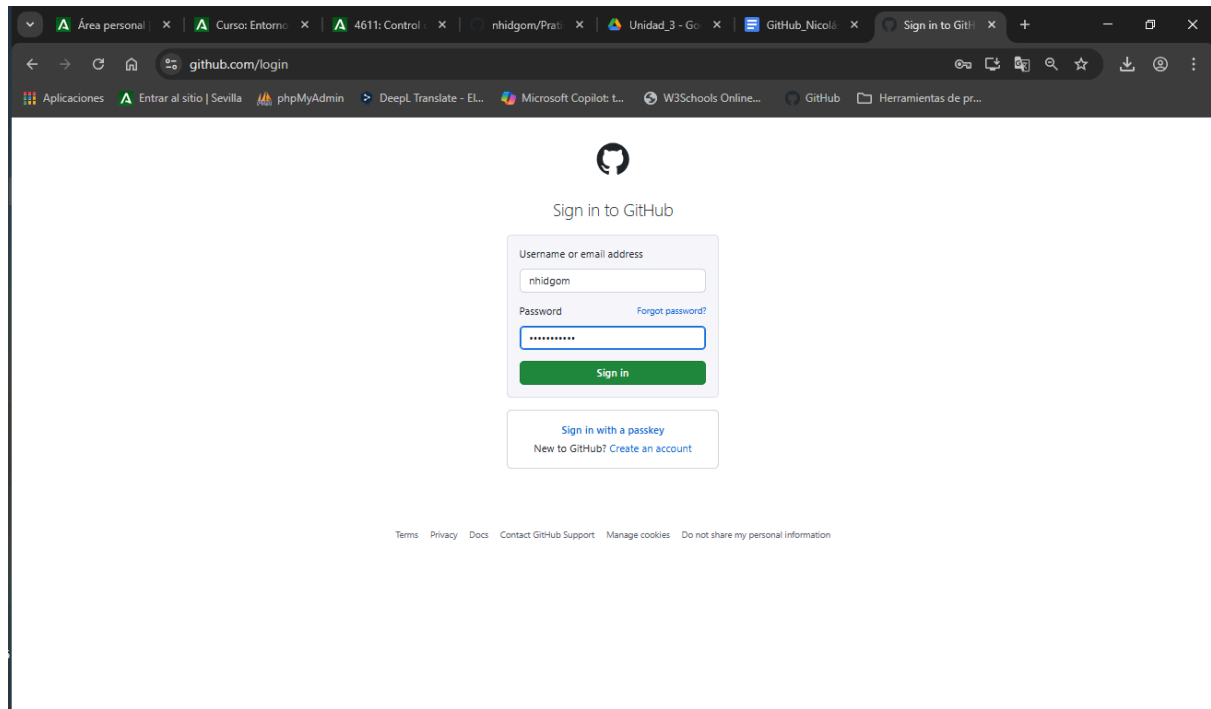 Área personal
Curso: Entorno
4611: Control
nhidgom/Prati
Unidad_3 - Go
GitHub_Nicolá
Sign in to GitH
github.com/login
Aplicaciones
Entrar al sitio | Sevilla
phpMyAdmin
DeepL Translate - El...
Microsoft Copilot: t...
W3Schools Online...
GitHub
Herramientas de pr...
Sign in to GitHub
Username or email address
nhidgom
Password Forgot password?
Sign in
Sign in with a passkey
New to GitHub? Create an account
Terms Privacy Docs Contact GitHub Support Manage cookies Do not share my personal information